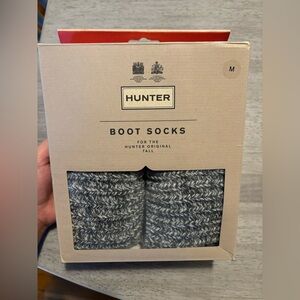 M
HUNTER
BOOT SOCKS
FOR THE
HUNTER ORIGINAL
TALL